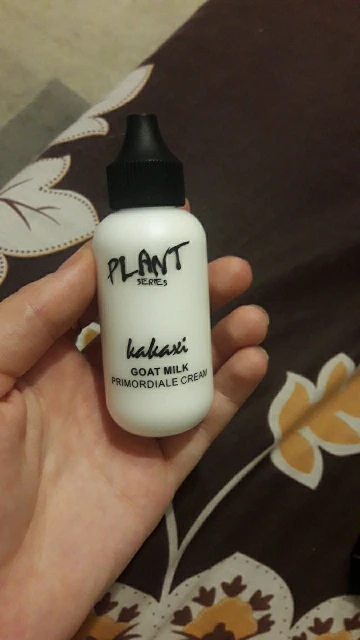 PLANT
SERIES
kakaxi
GOAT MILK
PRIMORDIALE CREAM